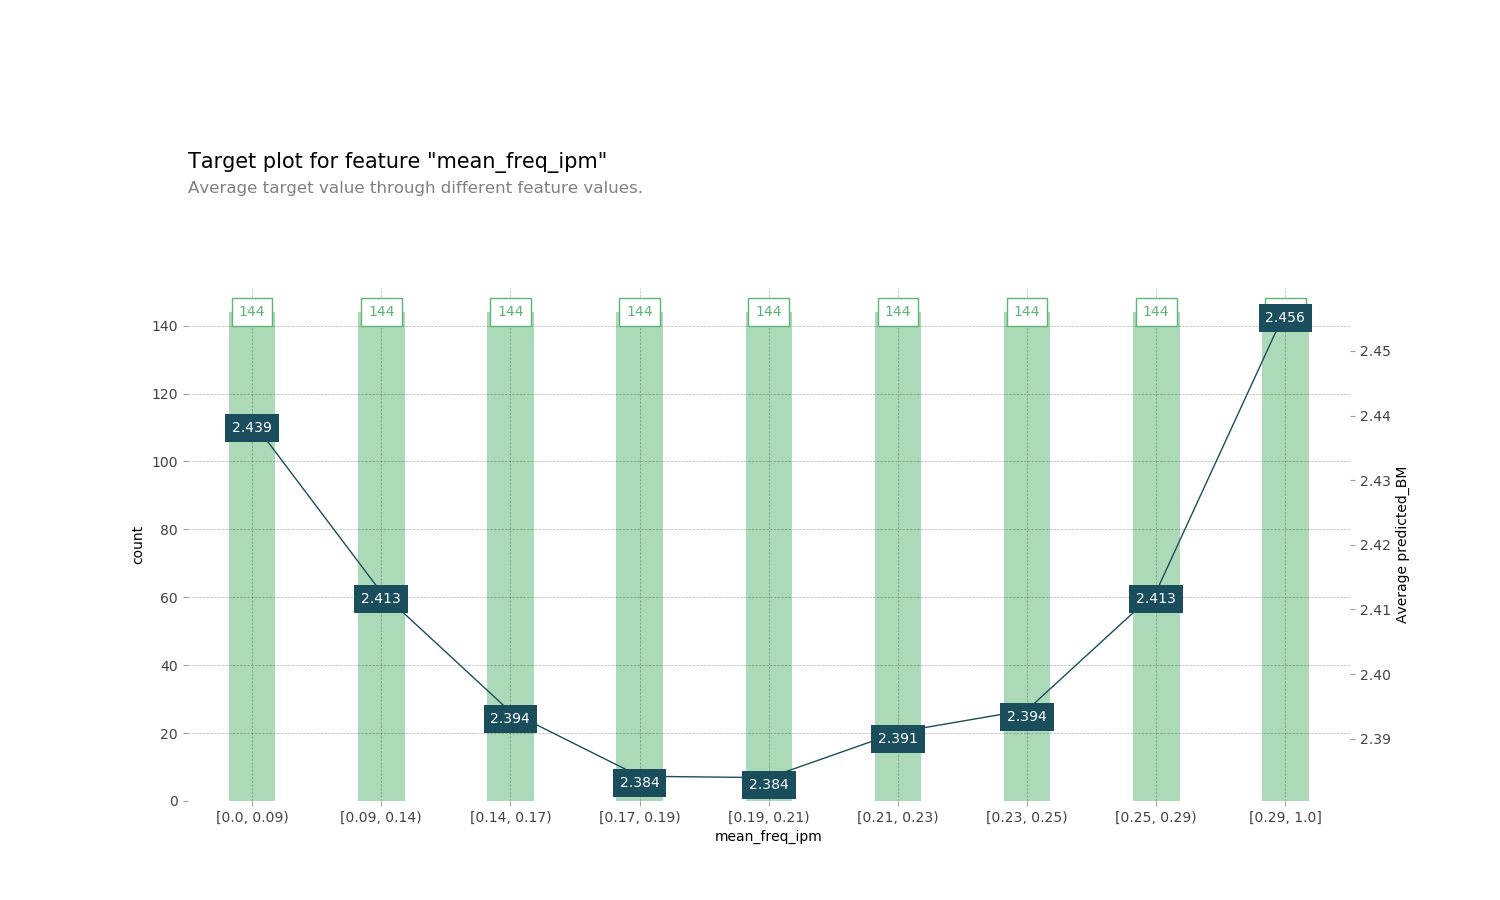 Target plot for feature "mean_freq_ipm"
Average target value through different feature values.
144 144 144 144 144 144 144 144
140
120
100
80
60
40
20
0
count
2.439 2.413 2.394 2.384 2.384 2.391 2.394 2.413 2.456
2.45
2.44
2.43
2.42
2.41
2.40
2.39
Average predicted_BM
[0.0, 0.09) [0.09, 0.14) [0.14, 0.17) [0.17, 0.19) [0.19, 0.21) [0.21, 0.23) [0.23, 0.25) [0.25, 0.29) [0.29, 1.0]
mean_freq_ipm